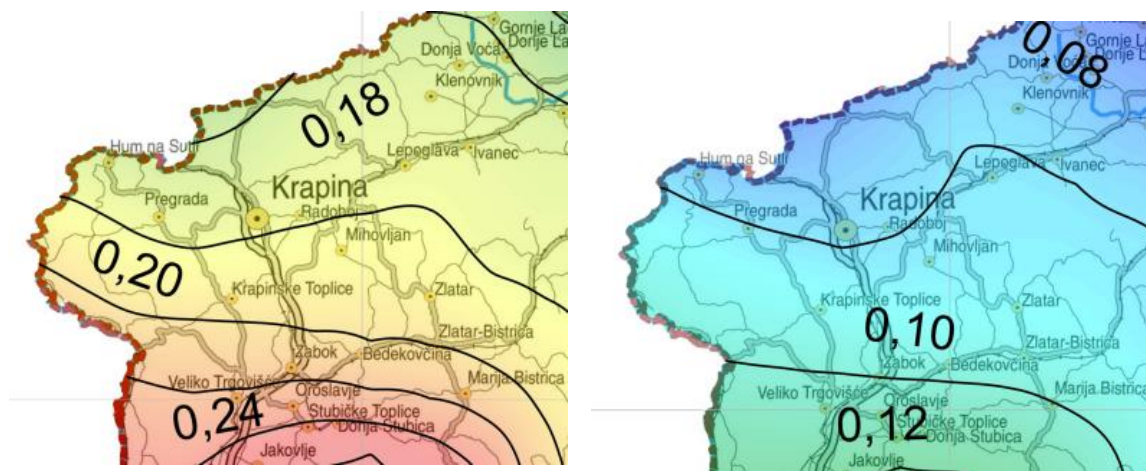 Gornje La
Donja Voća
Donje La
Klenovnik
0,18
Hum na Sutli
Lepoglava
Ivanec
Krapina
Pregrada
Radoboj
Mihovljan
0,20
Krapinske Toplice
Zlatar
Zlatar-Bistrica
Zabok
Bedekovčina
Veliko Trgovišće
Marija Bistrica
Oroslavje
0,24
Stubičke Toplice
Donja Stubica
Jakovlje
0,08
Gornje La
Donja Voća
Klenovnik
Hum na Sutli
Lepoglava
Ivanec
Krapina
Pregrada
Radoboj
Mihovljan
Krapinske Toplice
Zlatar
0,10
Zlatar-Bistrica
Zabok
Bedekovčina
Veliko Trgovišće
Marija Bistrica
Oroslavje
0,12
Stubičke Toplice
Donja Stubica
Jakovlje